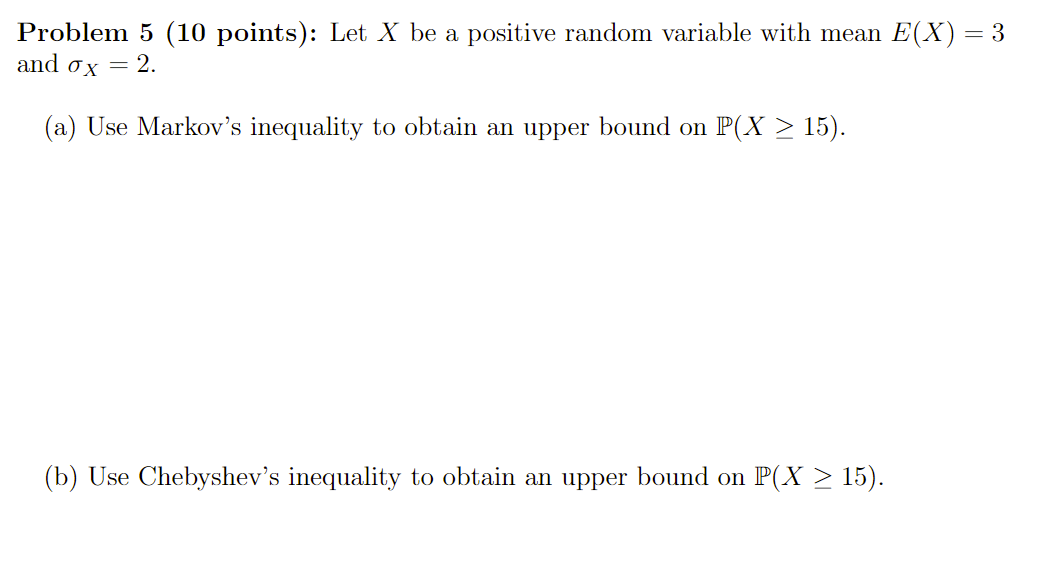 Problem 5 (10 points): Let X be a positive random variable with mean E(X) = 3
and σ_X = 2.
(a) Use Markov's inequality to obtain an upper bound on ℙ(X ≥ 15).
(b) Use Chebyshev's inequality to obtain an upper bound on ℙ(X ≥ 15).